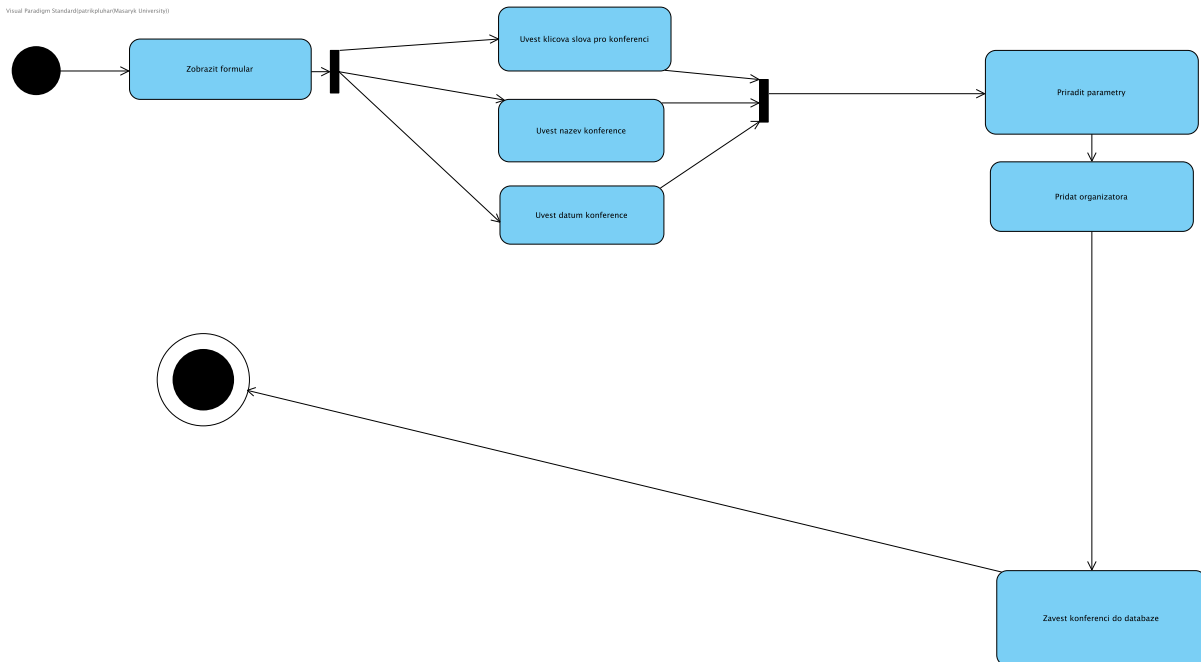 Visual Paradigm Standard(patrikpluhar(Masaryk University))
Zobrazit formular
Uvest klicova slova pro konferenci
Uvest nazev konference
Uvest datum konference
Priradit parametry
Pridat organizatora
Zavest konferenci do databaze